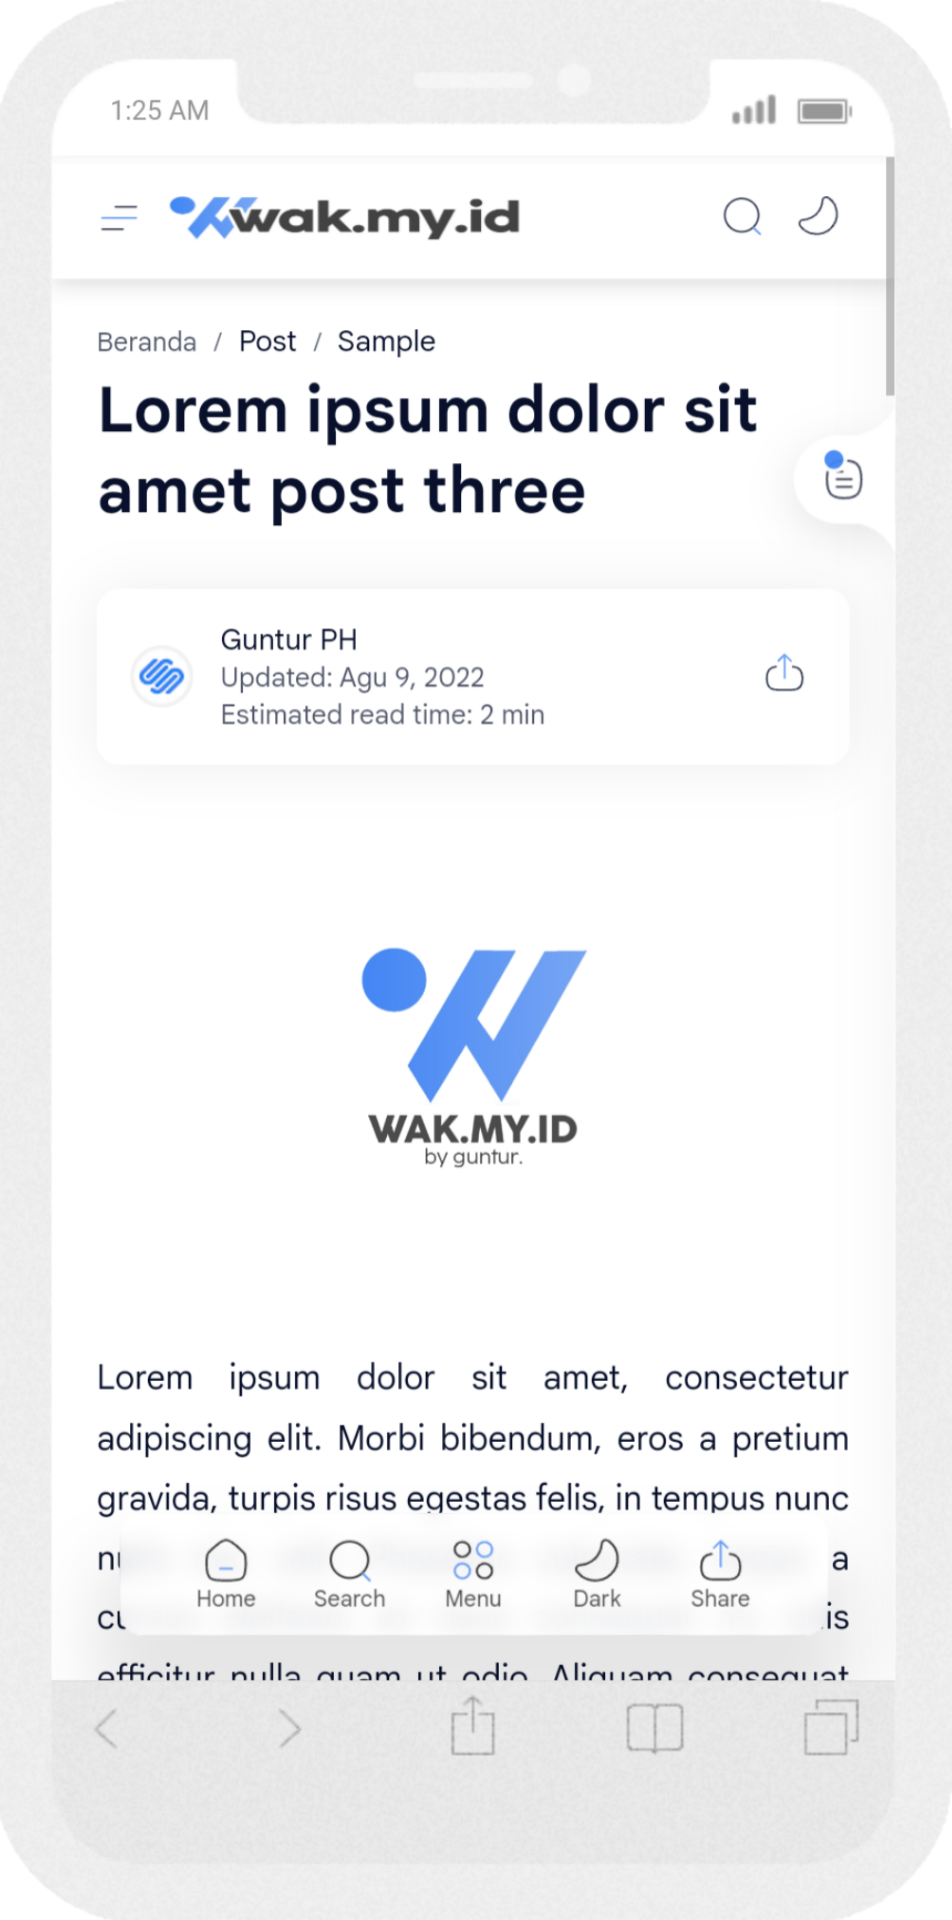 1:25 AM
wak.my.id
Beranda / Post / Sample
Lorem ipsum dolor sit
amet post three
Guntur PH
Updated: Agu 9, 2022
Estimated read time: 2 min
WAK.MY.ID
by guntur.
Lorem ipsum dolor sit amet, consectetur
adipiscing elit. Morbi bibendum, eros a pretium
gravida, turpis risus egestas felis, in tempus nunc
a
Home Search Menu Dark Share
efficitur nulla quam ut odio. Aliquam consequat